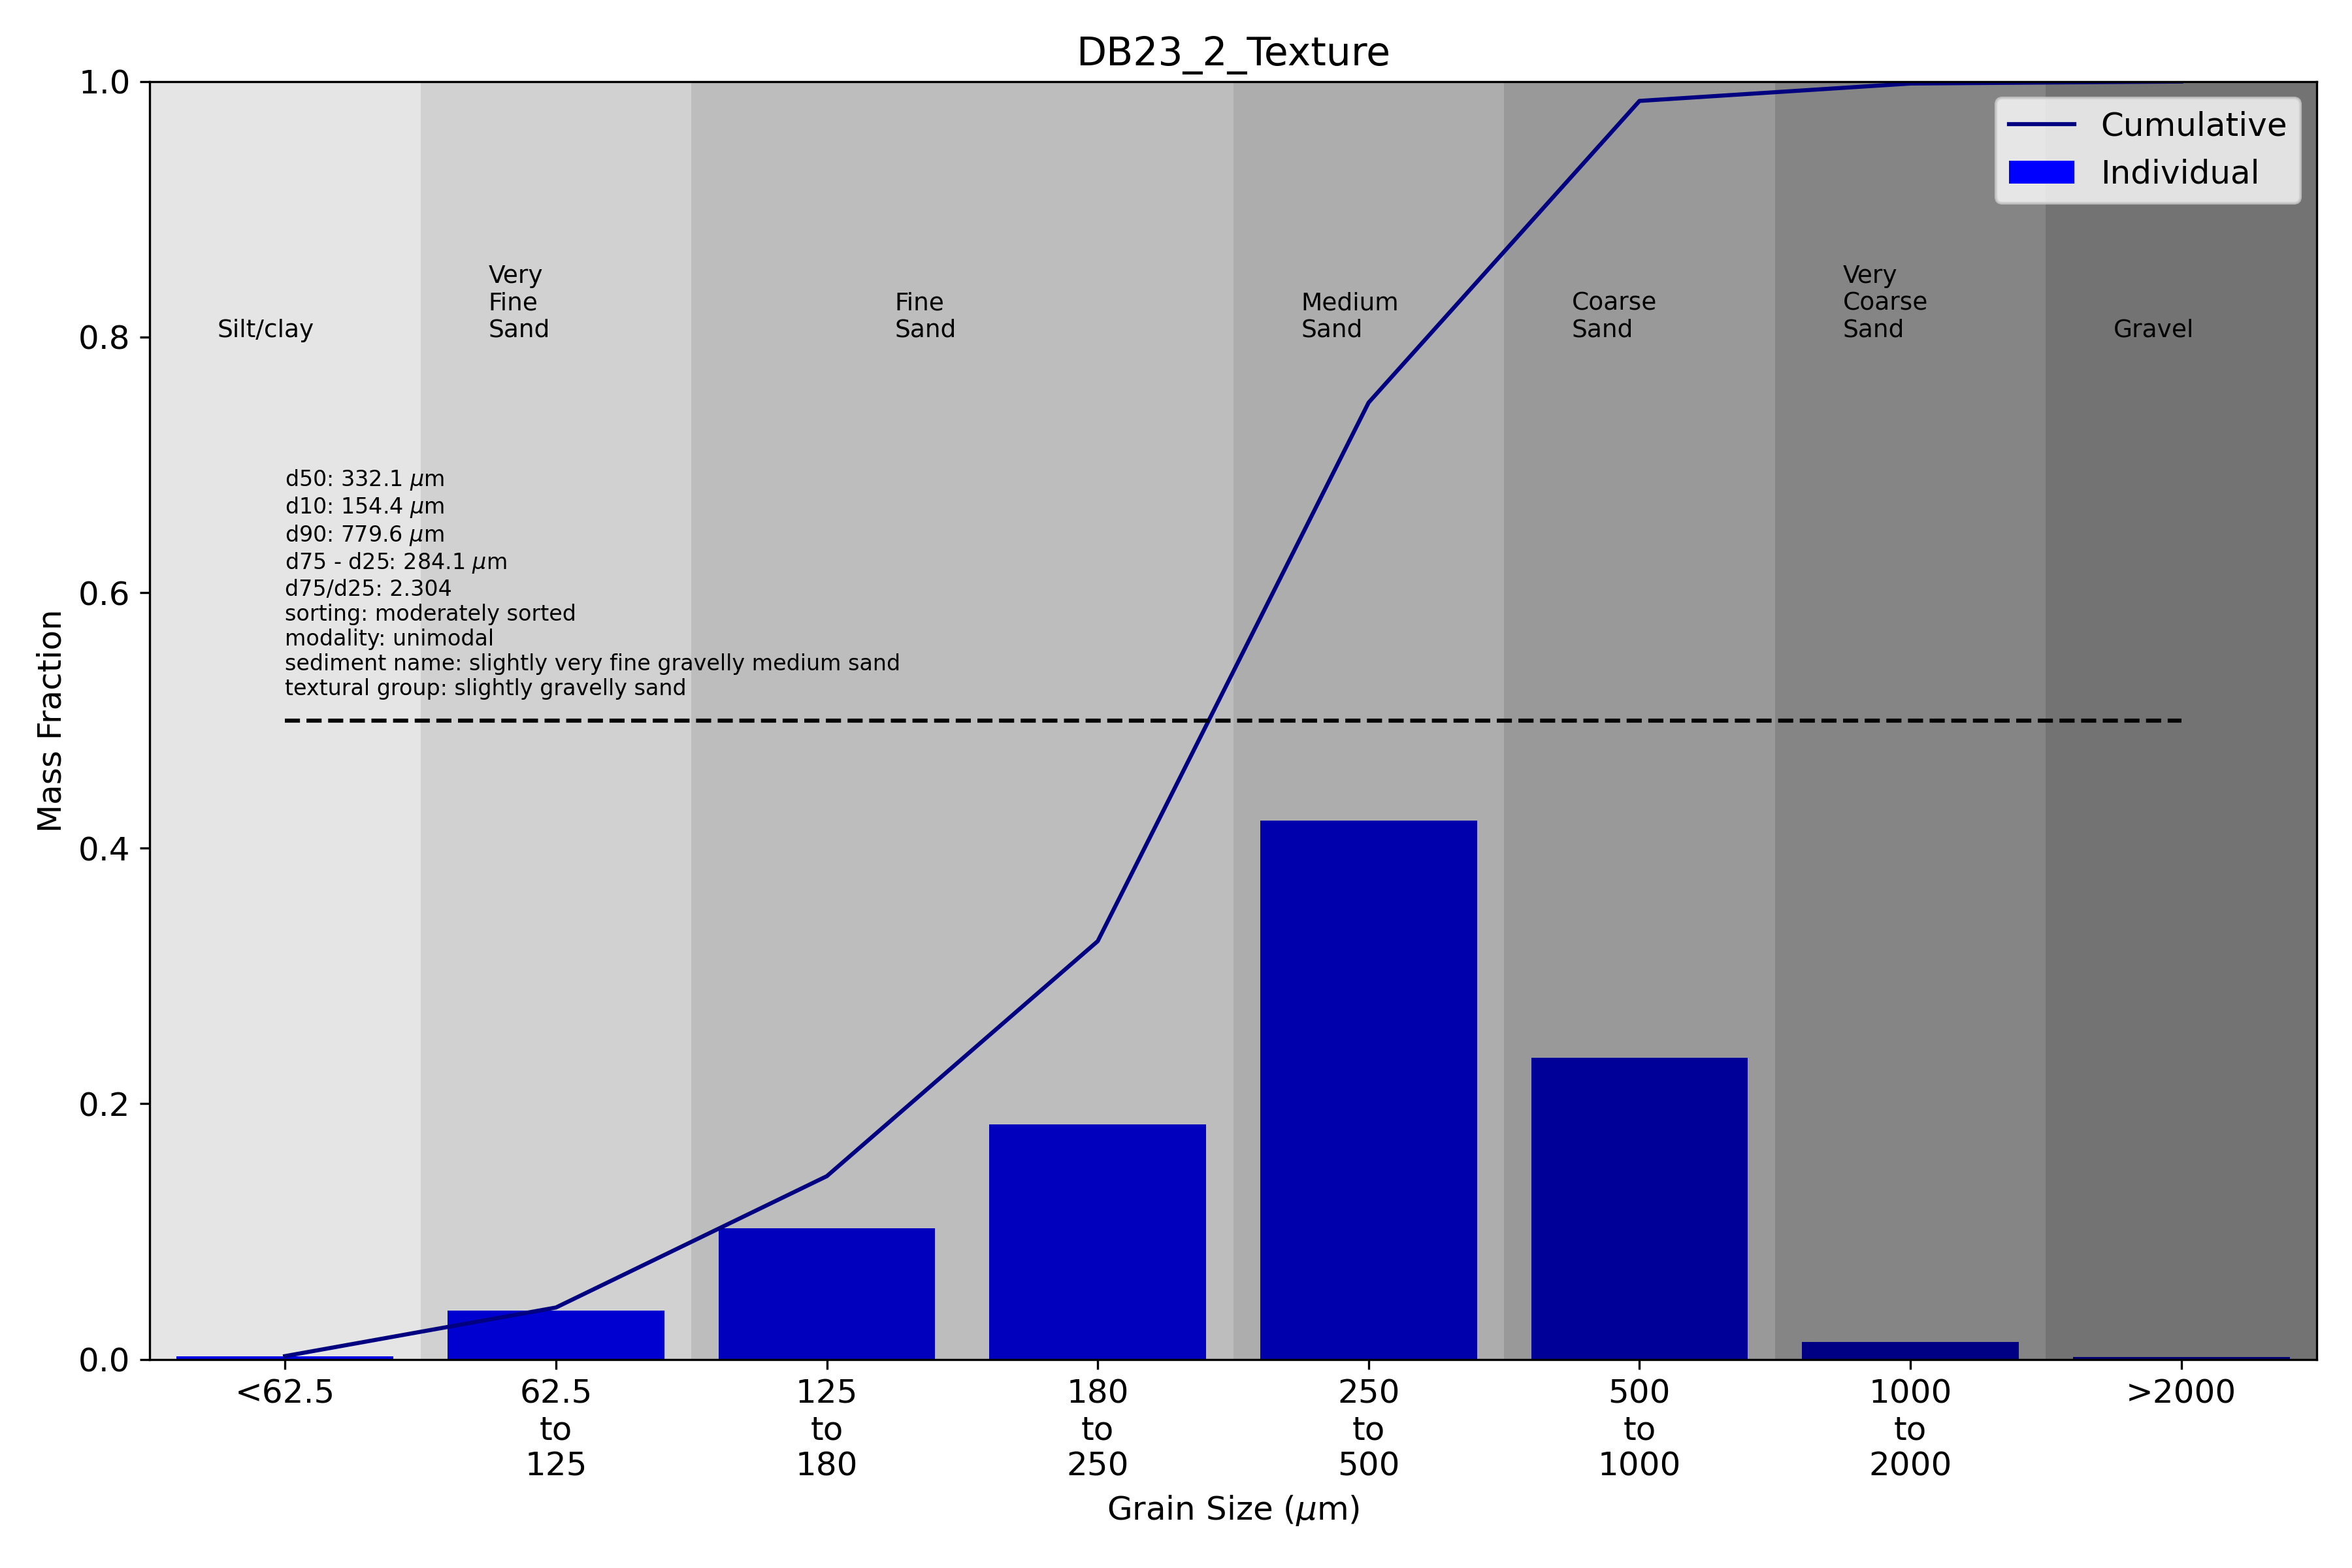 DB23_2_Texture
1.0
0.8
0.6
0.4
0.2
0.0
Mass Fraction
Cumulative
Individual
Silt/clay
Very
Fine
Sand
Fine
Sand
Medium
Sand
Coarse
Sand
Very
Coarse
Sand
Gravel
d50: 332.1 μm
d10: 154.4 μm
d90: 779.6 μm
d75 - d25: 284.1 μm
d75/d25: 2.304
sorting: moderately sorted
modality: unimodal
sediment name: slightly very fine gravelly medium sand
textural group: slightly gravelly sand
<62.5
62.5
to
125
125
to
180
180
to
250
250
to
500
500
to
1000
1000
to
2000
>2000
Grain Size (μm)